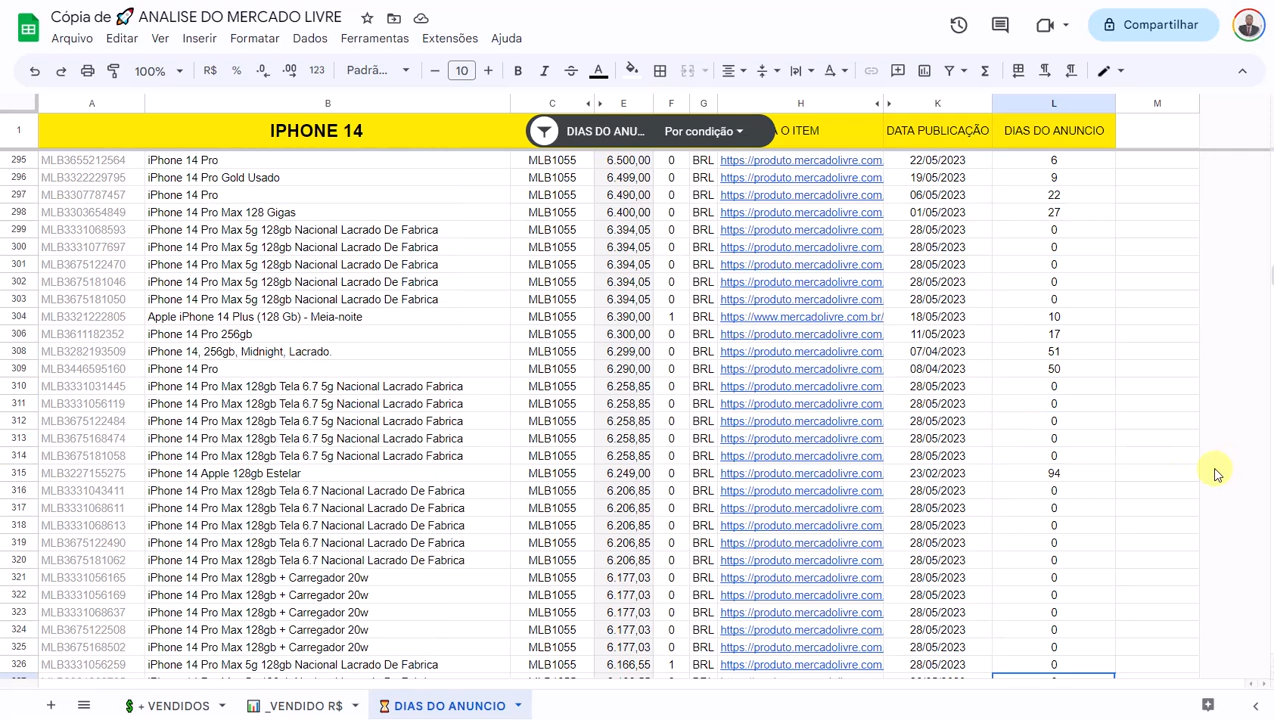 Cópia de 🚀 ANALISE DO MERCADO LIVRE
Arquivo Editar Ver Inserir Formatar Dados Ferramentas Extensões Ajuda
Compartilhar
100% R$ % .0 .00 123 Padrã... − 10 + B I A
A B C E F G H K L M
1 IPHONE 14 DIAS DO ANU... Por condição A O ITEM DATA PUBLICAÇÃO DIAS DO ANUNCIO
295 MLB3655212564 iPhone 14 Pro MLB1055 6.500,00 0 BRL https://produto.mercadolivre.com. 22/05/2023 6
296 MLB3322229795 iPhone 14 Pro Gold Usado MLB1055 6.499,00 0 BRL https://produto.mercadolivre.com. 19/05/2023 9
297 MLB3307787457 iPhone 14 Pro MLB1055 6.490,00 0 BRL https://produto.mercadolivre.com. 06/05/2023 22
298 MLB3303654849 iPhone 14 Pro Max 128 Gigas MLB1055 6.400,00 0 BRL https://produto.mercadolivre.com. 01/05/2023 27
299 MLB3331068593 iPhone 14 Pro Max 5g 128gb Nacional Lacrado De Fabrica MLB1055 6.394,05 0 BRL https://produto.mercadolivre.com. 28/05/2023 0
300 MLB3331077697 iPhone 14 Pro Max 5g 128gb Nacional Lacrado De Fabrica MLB1055 6.394,05 0 BRL https://produto.mercadolivre.com. 28/05/2023 0
301 MLB3675122470 iPhone 14 Pro Max 5g 128gb Nacional Lacrado De Fabrica MLB1055 6.394,05 0 BRL https://produto.mercadolivre.com. 28/05/2023 0
302 MLB3675181046 iPhone 14 Pro Max 5g 128gb Nacional Lacrado De Fabrica MLB1055 6.394,05 0 BRL https://produto.mercadolivre.com. 28/05/2023 0
303 MLB3675181050 iPhone 14 Pro Max 5g 128gb Nacional Lacrado De Fabrica MLB1055 6.394,05 0 BRL https://produto.mercadolivre.com. 28/05/2023 0
304 MLB3321222805 Apple iPhone 14 Plus (128 Gb) - Meia-noite MLB1055 6.390,00 1 BRL https://www.mercadolivre.com.br/ 18/05/2023 10
306 MLB3611182352 iPhone 14 Pro 256gb MLB1055 6.300,00 0 BRL https://produto.mercadolivre.com. 11/05/2023 17
308 MLB3282193509 iPhone 14, 256gb, Midnight, Lacrado. MLB1055 6.299,00 0 BRL https://produto.mercadolivre.com. 07/04/2023 51
309 MLB3446595160 iPhone 14 Pro MLB1055 6.290,00 0 BRL https://produto.mercadolivre.com. 08/04/2023 50
310 MLB3331031445 iPhone 14 Pro Max 128gb Tela 6.7 5g Nacional Lacrado Fabrica MLB1055 6.258,85 0 BRL https://produto.mercadolivre.com. 28/05/2023 0
311 MLB3331056119 iPhone 14 Pro Max 128gb Tela 6.7 5g Nacional Lacrado Fabrica MLB1055 6.258,85 0 BRL https://produto.mercadolivre.com. 28/05/2023 0
312 MLB3675122484 iPhone 14 Pro Max 128gb Tela 6.7 5g Nacional Lacrado Fabrica MLB1055 6.258,85 0 BRL https://produto.mercadolivre.com. 28/05/2023 0
313 MLB3675168474 iPhone 14 Pro Max 128gb Tela 6.7 5g Nacional Lacrado Fabrica MLB1055 6.258,85 0 BRL https://produto.mercadolivre.com. 28/05/2023 0
314 MLB3675181058 iPhone 14 Pro Max 128gb Tela 6.7 5g Nacional Lacrado Fabrica MLB1055 6.258,85 0 BRL https://produto.mercadolivre.com. 28/05/2023 0
315 MLB3227155275 iPhone 14 Apple 128gb Estelar MLB1055 6.249,00 0 BRL https://produto.mercadolivre.com. 23/02/2023 94
316 MLB3331043411 iPhone 14 Pro Max 128gb Tela 6.7 Nacional Lacrado De Fabrica MLB1055 6.206,85 0 BRL https://produto.mercadolivre.com. 28/05/2023 0
317 MLB3331068611 iPhone 14 Pro Max 128gb Tela 6.7 Nacional Lacrado De Fabrica MLB1055 6.206,85 0 BRL https://produto.mercadolivre.com. 28/05/2023 0
318 MLB3331068613 iPhone 14 Pro Max 128gb Tela 6.7 Nacional Lacrado De Fabrica MLB1055 6.206,85 0 BRL https://produto.mercadolivre.com. 28/05/2023 0
319 MLB3675122490 iPhone 14 Pro Max 128gb Tela 6.7 Nacional Lacrado De Fabrica MLB1055 6.206,85 0 BRL https://produto.mercadolivre.com. 28/05/2023 0
320 MLB3675181062 iPhone 14 Pro Max 128gb Tela 6.7 Nacional Lacrado De Fabrica MLB1055 6.206,85 0 BRL https://produto.mercadolivre.com. 28/05/2023 0
321 MLB3331056165 iPhone 14 Pro Max 128gb + Carregador 20w MLB1055 6.177,03 0 BRL https://produto.mercadolivre.com. 28/05/2023 0
322 MLB3331056169 iPhone 14 Pro Max 128gb + Carregador 20w MLB1055 6.177,03 0 BRL https://produto.mercadolivre.com. 28/05/2023 0
323 MLB3331068637 iPhone 14 Pro Max 128gb + Carregador 20w MLB1055 6.177,03 0 BRL https://produto.mercadolivre.com. 28/05/2023 0
324 MLB3675122508 iPhone 14 Pro Max 128gb + Carregador 20w MLB1055 6.177,03 0 BRL https://produto.mercadolivre.com. 28/05/2023 0
325 MLB3675168502 iPhone 14 Pro Max 128gb + Carregador 20w MLB1055 6.177,03 0 BRL https://produto.mercadolivre.com. 28/05/2023 0
326 MLB3331056259 iPhone 14 Pro Max 5g 128gb Nacional Lacrado De Fabrica MLB1055 6.166,55 1 BRL https://produto.mercadolivre.com. 28/05/2023 0
+ VENDIDOS _VENDIDO R$ DIAS DO ANUNCIO